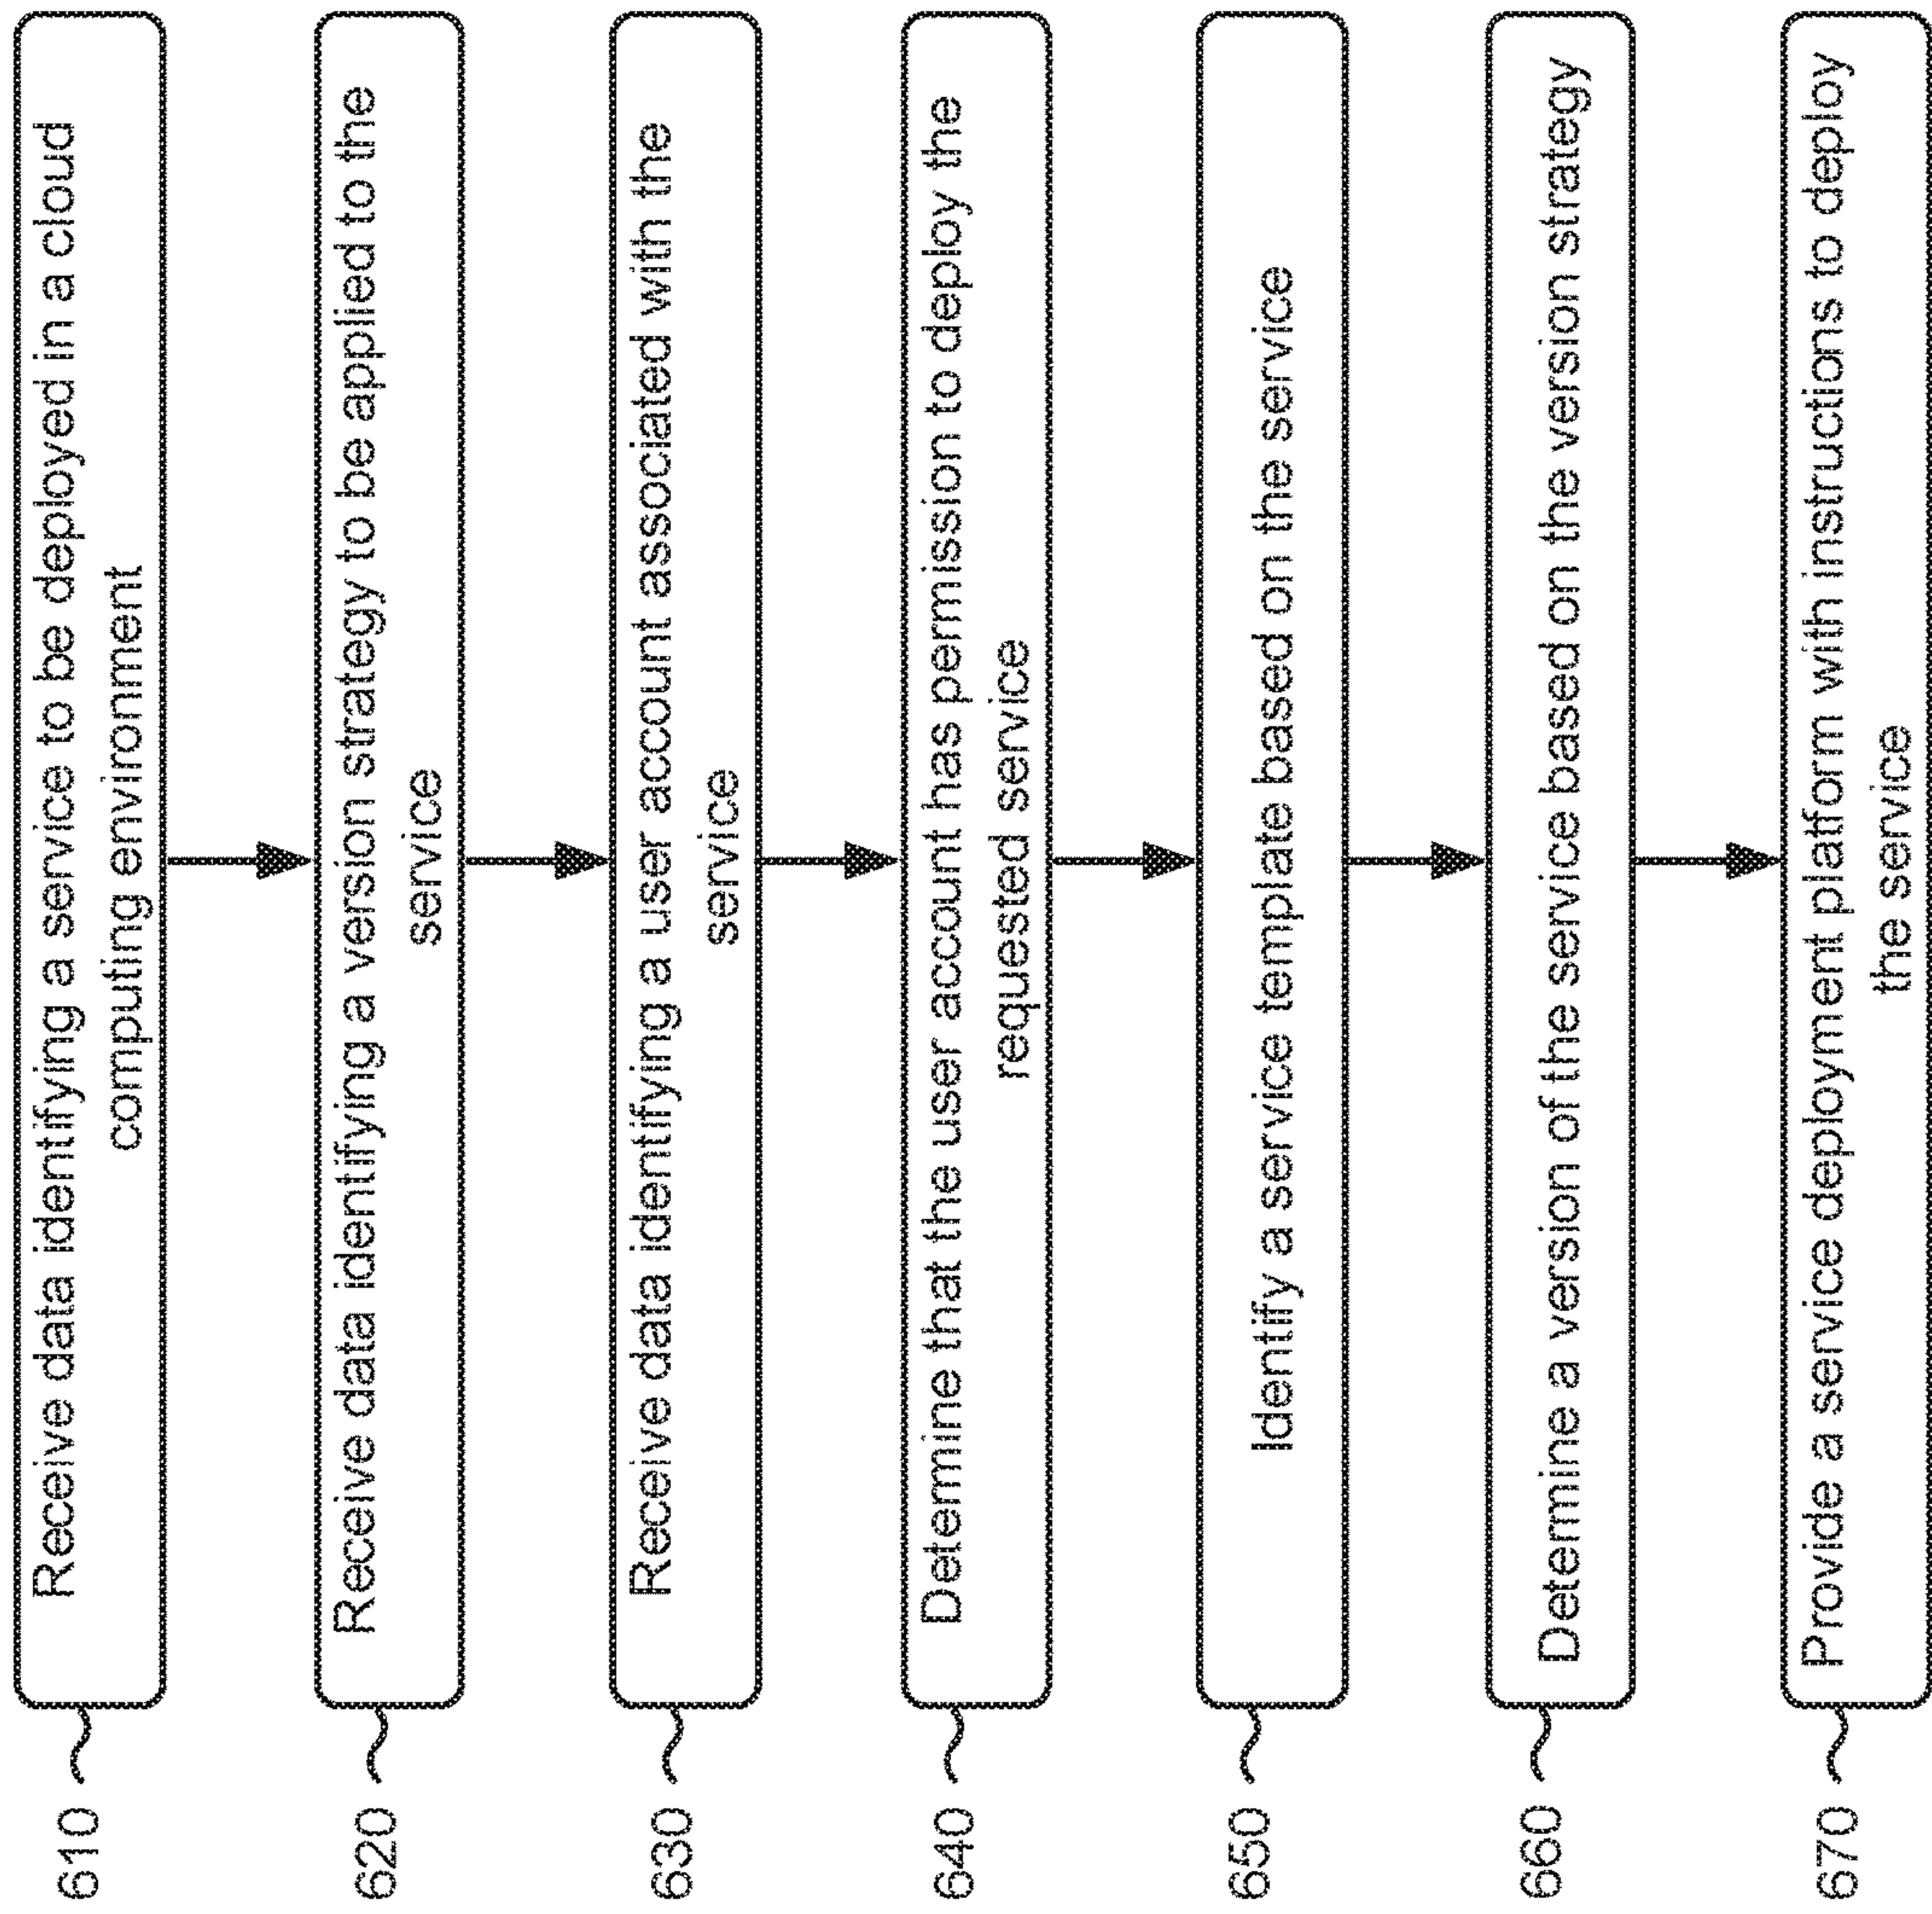 610
Receive data identifying a service to be deployed in a cloud
computing environment
620
Receive data identifying a version strategy to be applied to the
service
630
Receive data identifying a user account associated with the
service
640
Determine that the user account has permission to deploy the
requested service
650
Identify a service template based on the service
660
Determine a version of the service based on the version strategy
670
Provide a service deployment platform with instructions to deploy
the service